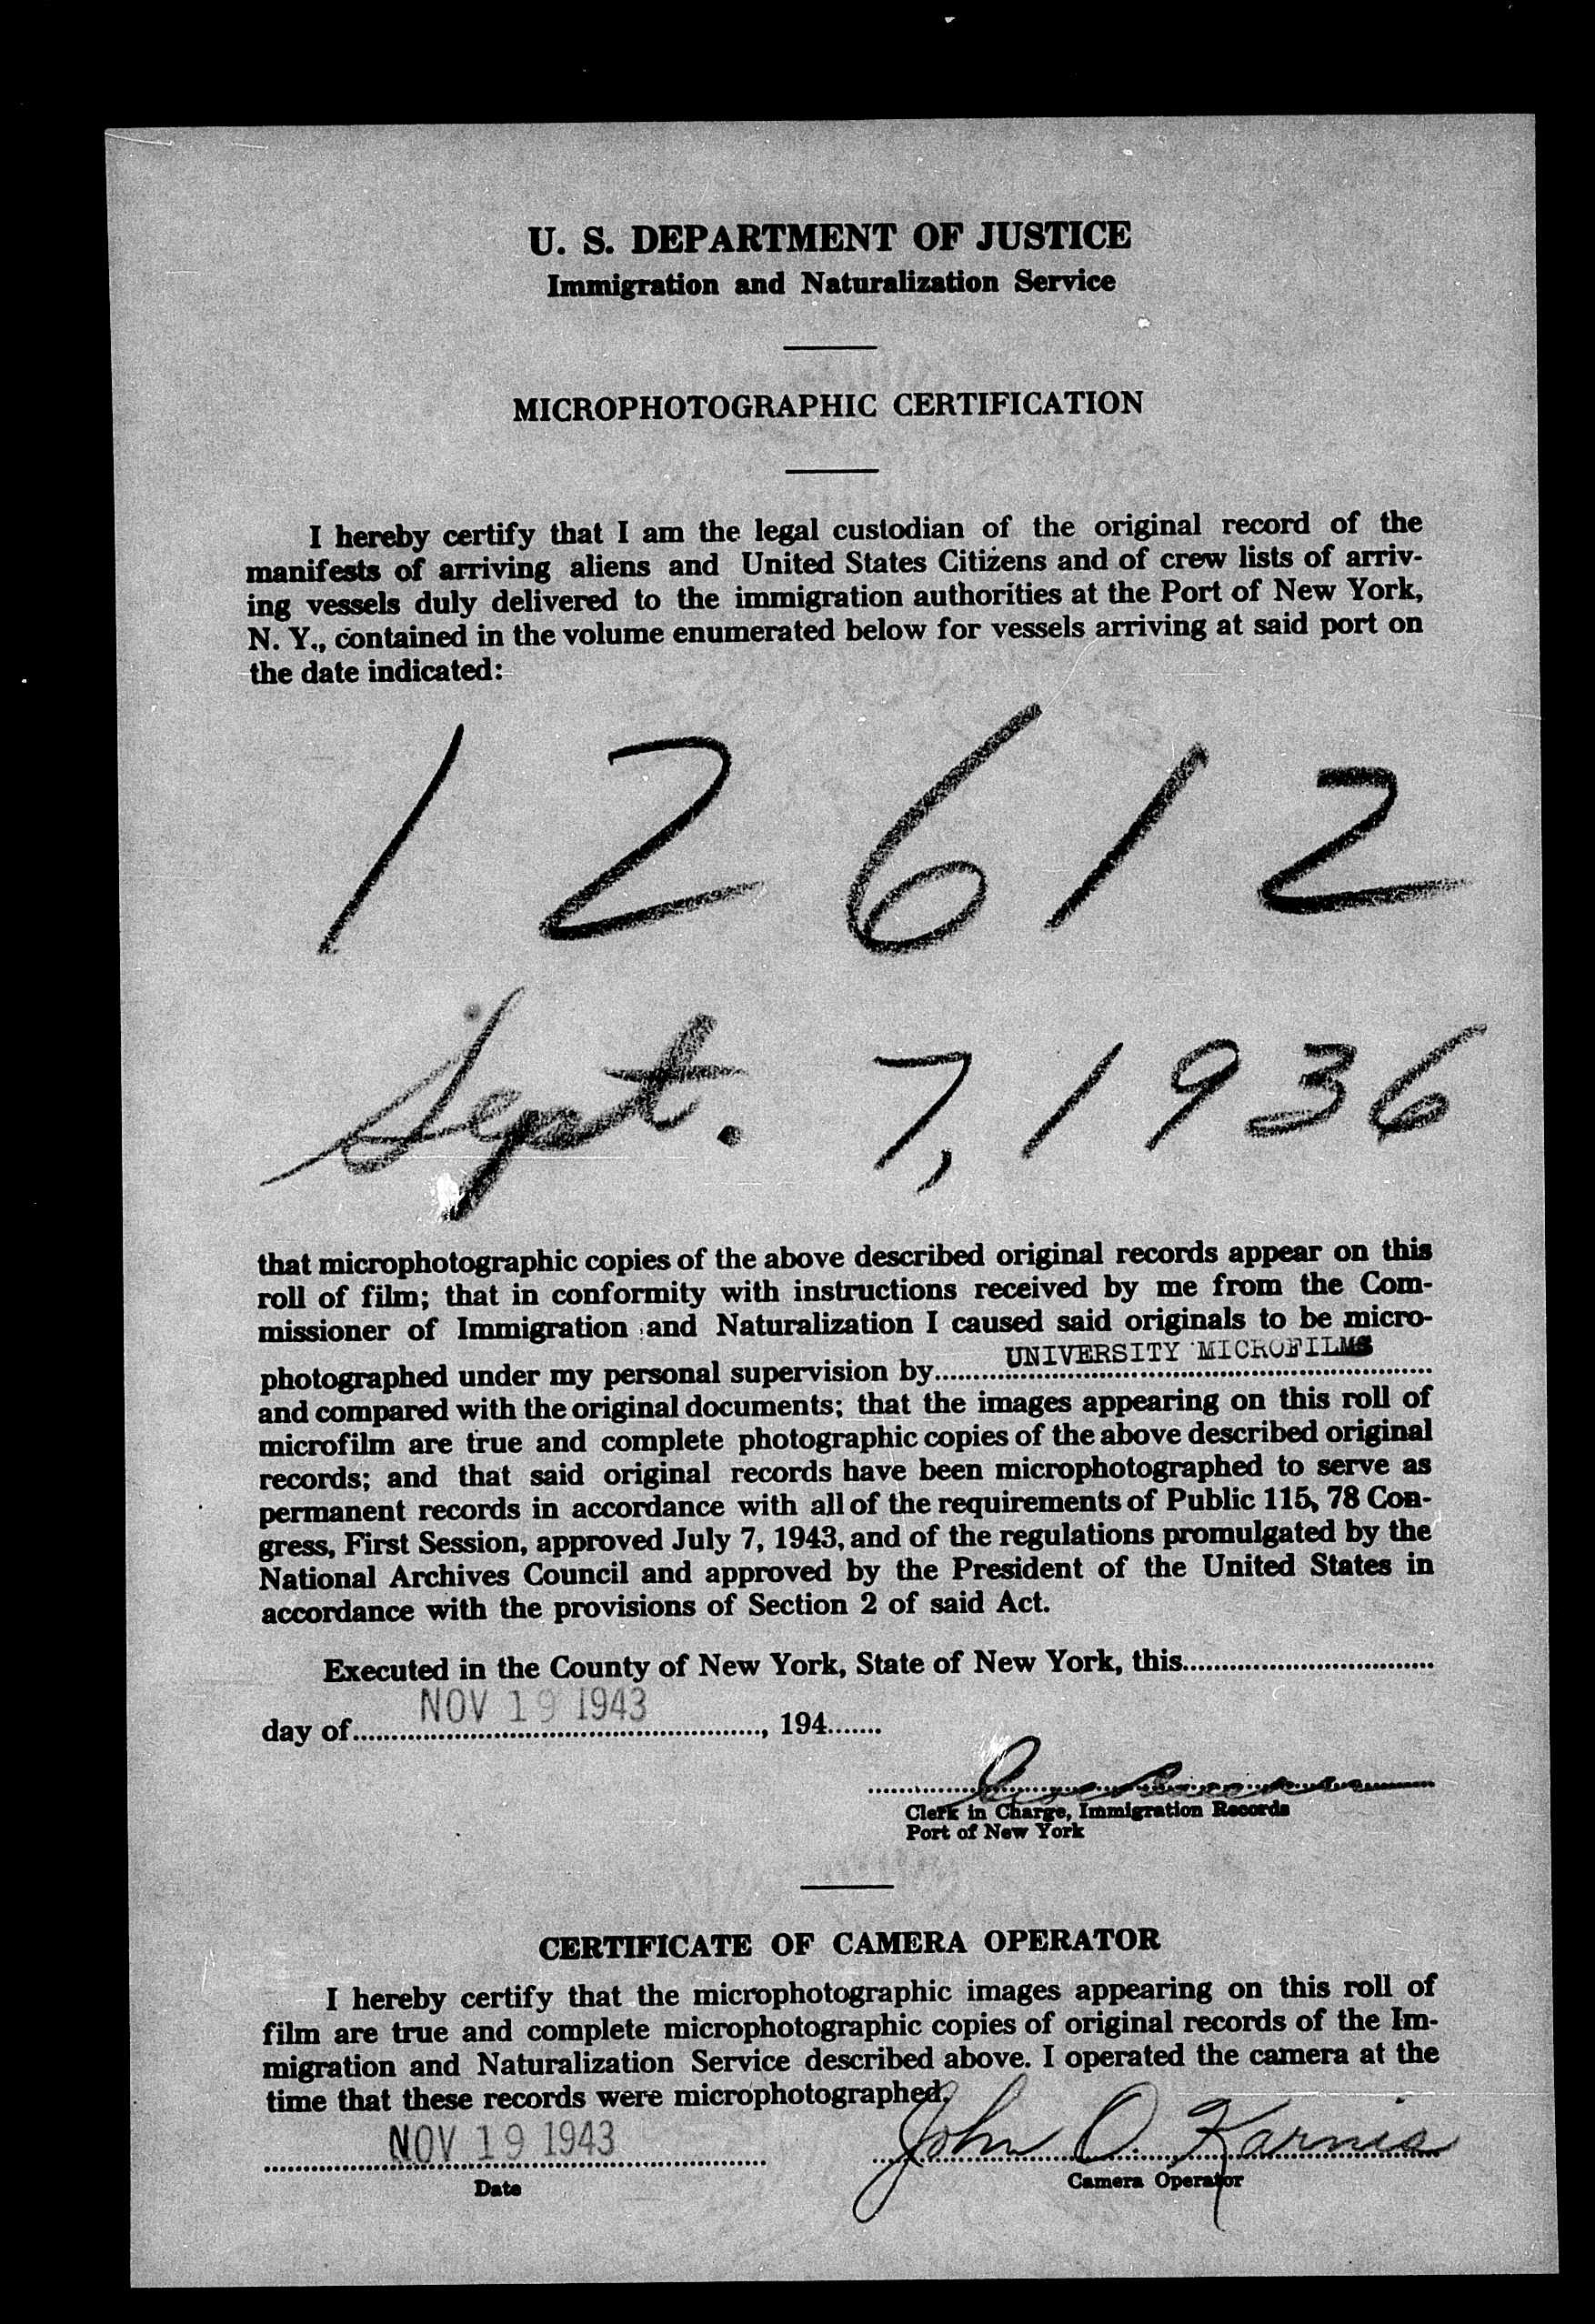 U. S. DEPARTMENT OF JUSTICE
Immigration and Naturalization Service
MICROPHOTOGRAPHIC CERTIFICATION
I hereby certify that I am the legal custodian of the original record of the
manifests of arriving aliens and United States Citizens and of crew lists of arriv-
ing vessels duly delivered to the immigration authorities at the Port of New York,
N. Y., contained in the volume enumerated below for vessels arriving at said port on
the date indicated:
12612
Sept. 7, 1936
that microphotographic copies of the above described original records appear on this
roll of film; that in conformity with instructions received by me from the Com-
missioner of Immigration and Naturalization I caused said originals to be micro-
photographed under my personal supervision by UNIVERSITY MICROFILMS
and compared with the original documents; that the images appearing on this roll of
microfilm are true and complete photographic copies of the above described original
records; and that said original records have been microphotographed to serve as
permanent records in accordance with all of the requirements of Public 115, 78 Con-
gress, First Session, approved July 7, 1943, and of the regulations promulgated by the
National Archives Council and approved by the President of the United States in
accordance with the provisions of Section 2 of said Act.
Executed in the County of New York, State of New York, this
day of NOV 19 1943, 194
Clerk in Charge, Immigration Records
Port of New York
CERTIFICATE OF CAMERA OPERATOR
I hereby certify that the microphotographic images appearing on this roll of
film are true and complete microphotographic copies of original records of the Im-
migration and Naturalization Service described above. I operated the camera at the
time that these records were microphotographed.
NOV 19 1943 John O. Karnis
Date Camera Operator